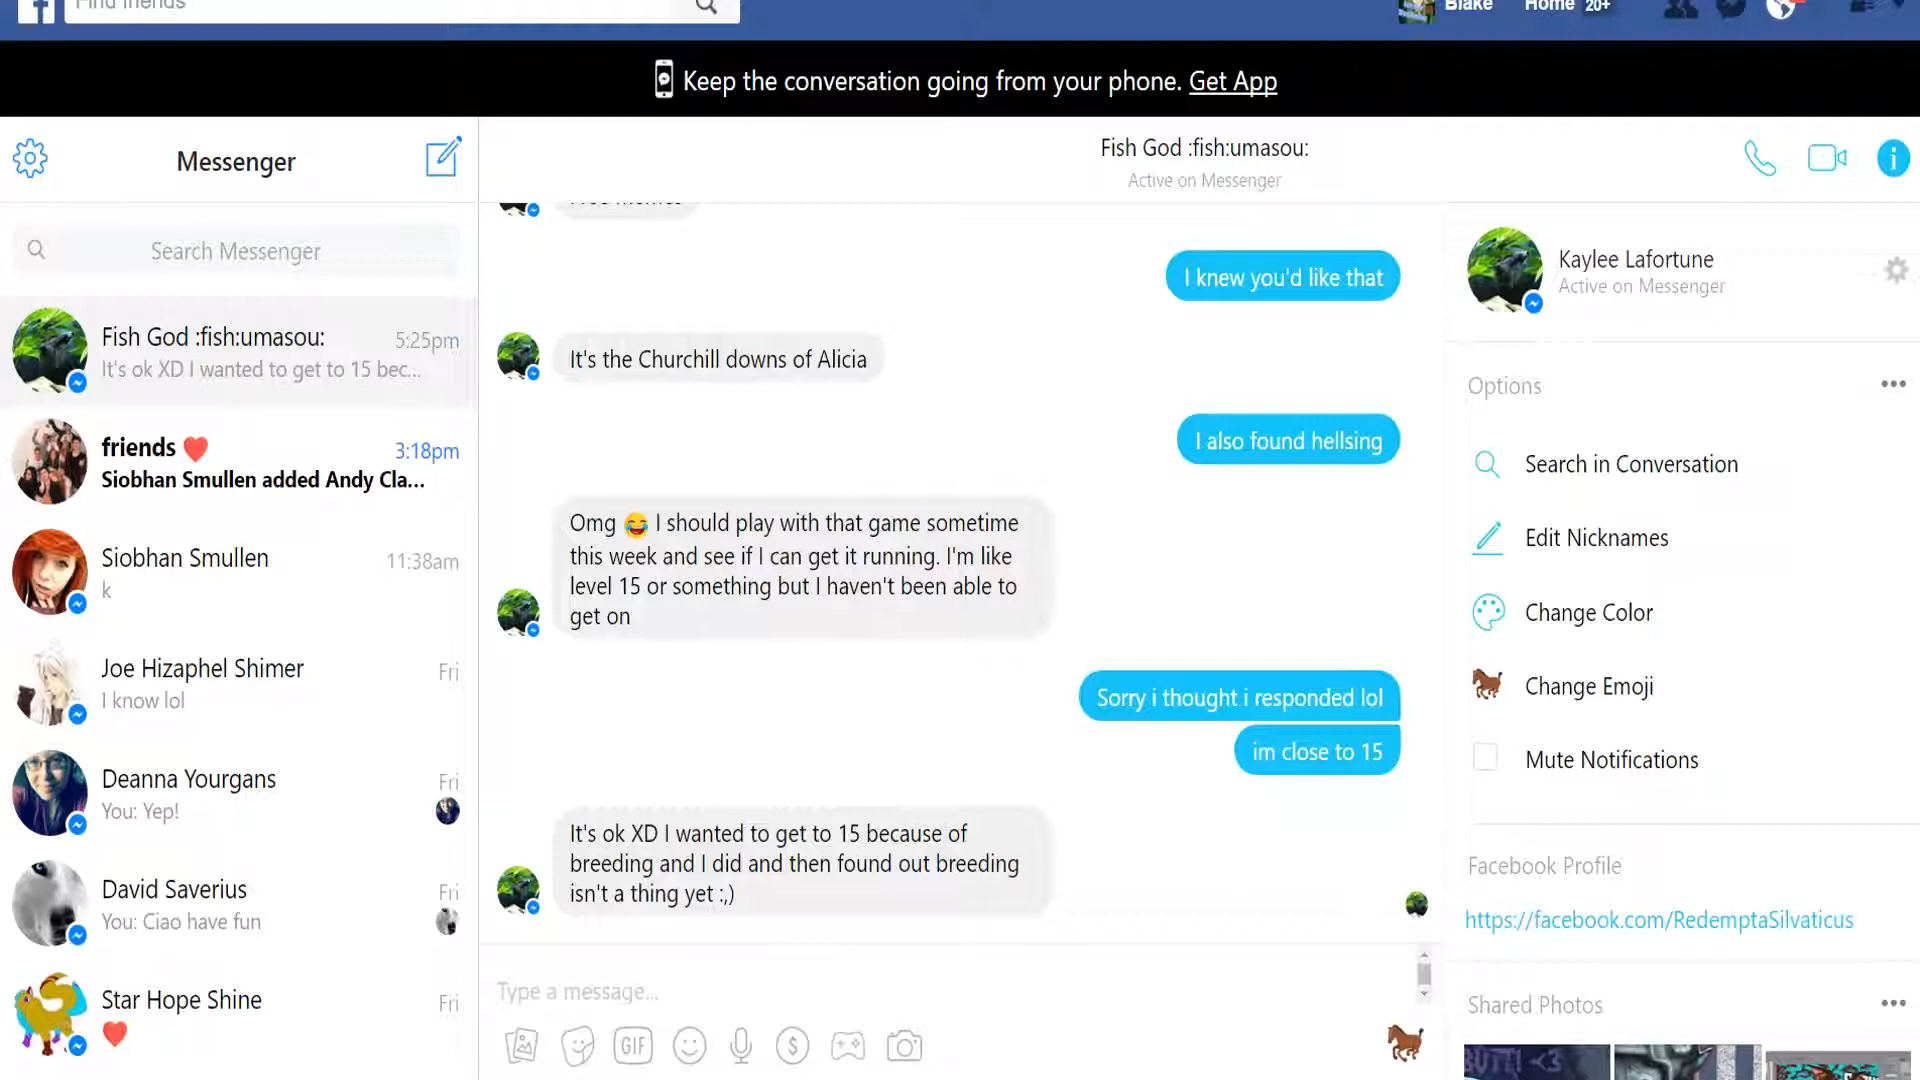 Find friends
Blake
Home 20+
Keep the conversation going from your phone. Get App
Messenger
Fish God :fish:umasou:
Active on Messenger
Search Messenger
Fish God :fish:umasou:
5:25pm
It's ok XD I wanted to get to 15 bec...
friends ❤
3:18pm
Siobhan Smullen added Andy Cla...
Siobhan Smullen
11:38am
k
Joe Hizaphel Shimer
Fri
I know lol
Deanna Yourgans
Fri
You: Yep!
David Saverius
Fri
You: Ciao have fun
Star Hope Shine
Fri
❤
I knew you'd like that
It's the Churchill downs of Alicia
I also found hellsing
Omg 😂 I should play with that game sometime
this week and see if I can get it running. I'm like
level 15 or something but I haven't been able to
get on
Sorry i thought i responded lol
im close to 15
It's ok XD I wanted to get to 15 because of
breeding and I did and then found out breeding
isn't a thing yet :,)
Type a message...
GIF
$
Kaylee Lafortune
Active on Messenger
Options
Search in Conversation
Edit Nicknames
Change Color
Change Emoji
Mute Notifications
Facebook Profile
https://facebook.com/RedemptaSilvaticus
Shared Photos
BUTT! <3